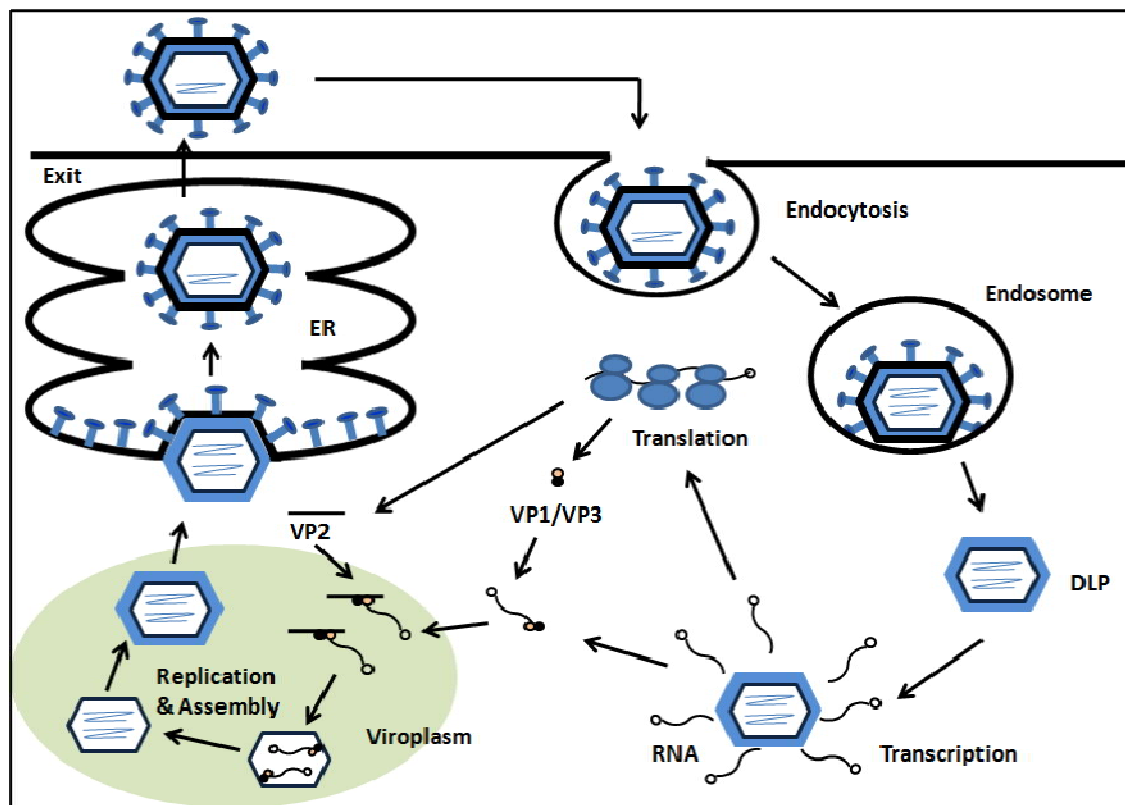 Exit
Endocytosis
Endosome
ER
Translation
VP1/VP3
VP2
DLP
Replication
& Assembly
Viroplasm
RNA
Transcription